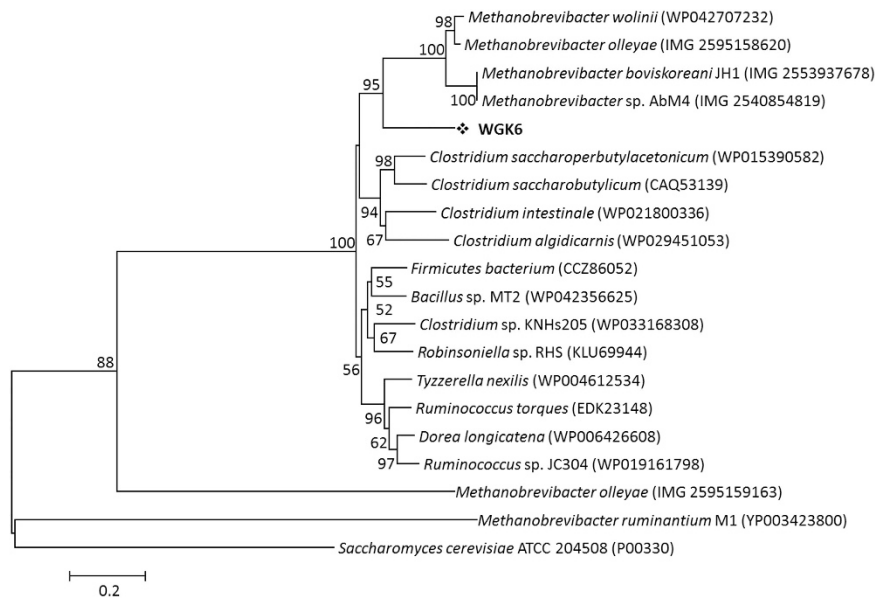 98
Methanobrevibacter wolinii (WP042707232)
Methanobrevibacter olleyae (IMG 2595158620)
100
Methanobrevibacter boviskoreani JH1 (IMG 2553937678)
95
100
Methanobrevibacter sp. AbM4 (IMG 2540854819)
❖ WGK6
98
Clostridium saccharoperbutylacetonicum (WP015390582)
Clostridium saccharobutylicum (CAQ53139)
94
Clostridium intestinale (WP021800336)
67
Clostridium algidicarnis (WP029451053)
100
Firmicutes bacterium (CCZ86052)
55
Bacillus sp. MT2 (WP042356625)
52
Clostridium sp. KNHs205 (WP033168308)
67
Robinsoniella sp. RHS (KLU69944)
88
56
Tyzzerella nexilis (WP004612534)
Ruminococcus torques (EDK23148)
96
Dorea longicatena (WP006426608)
62
97
Ruminococcus sp. JC304 (WP019161798)
Methanobrevibacter olleyae (IMG 2595159163)
Methanobrevibacter ruminantium M1 (YP003423800)
Saccharomyces cerevisiae ATCC 204508 (P00330)
0.2